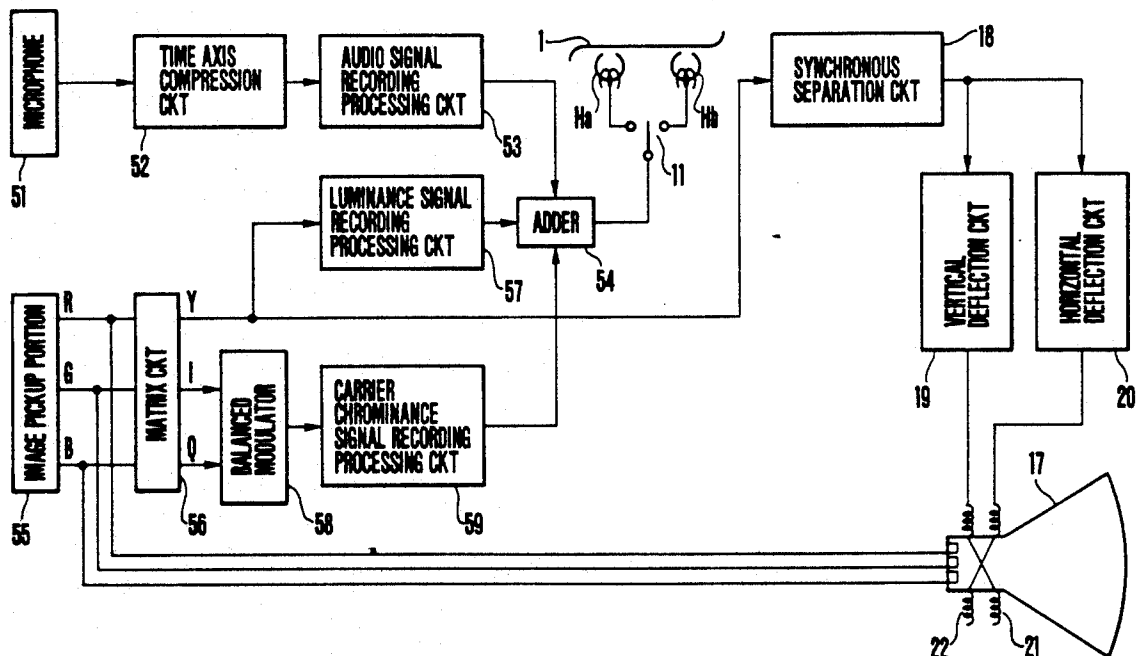 MICROPHONE
51
TIME AXIS
COMPRESSION
CKT
52
AUDIO SIGNAL
RECORDING
PROCESSING CKT
53
1
Ha
Hb
11
SYNCHRONOUS
SEPARATION CKT
18
LUMINANCE SIGNAL
RECORDING
PROCESSING CKT
57
ADDER
54
VERTICAL
DEFLECTION CKT
19
HORIZONTAL
DEFLECTION CKT
20
IMAGE PICKUP PORTION
55
R
G
B
MATRIX CKT
56
Y
I
Q
BALANCED
MODULATOR
58
CARRIER
CHROMINANCE
SIGNAL RECORDING
PROCESSING CKT
59
17
22
21